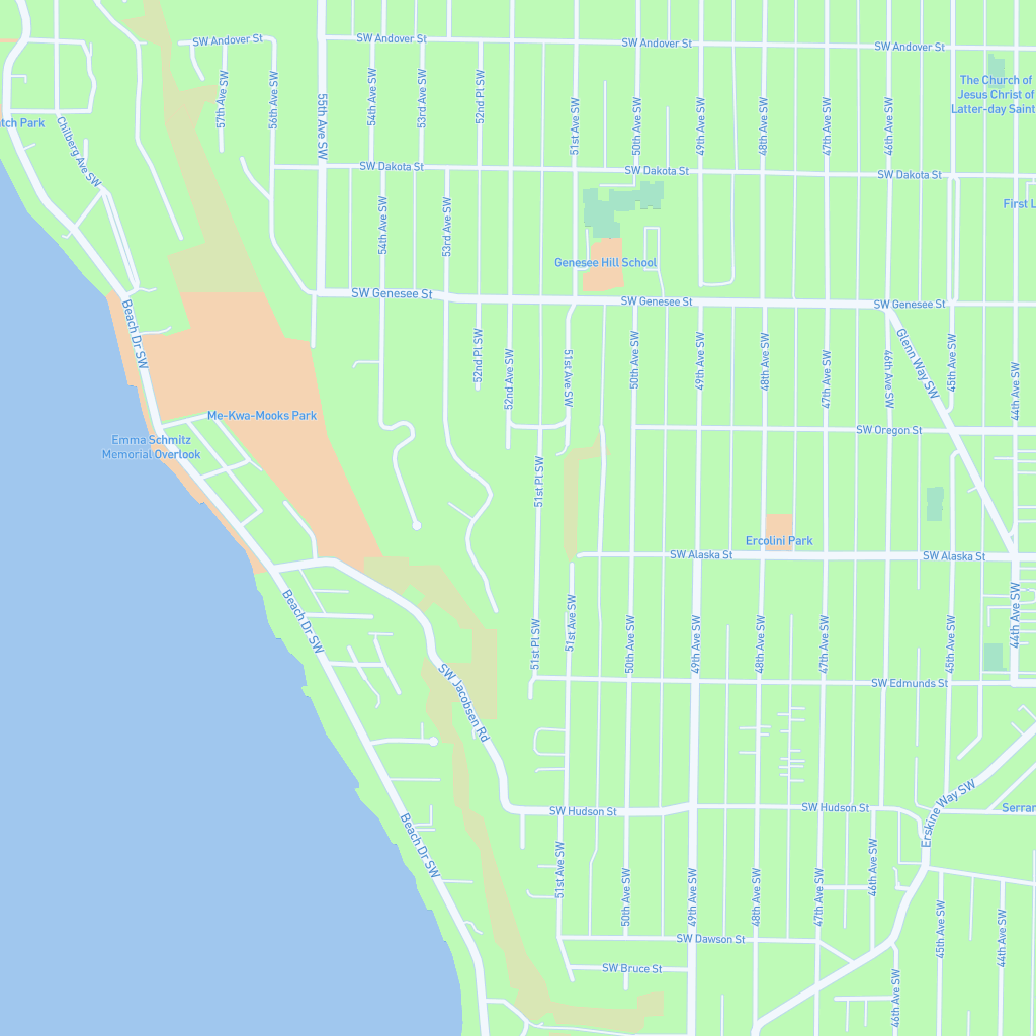 SW Andover St
SW Andover St
SW Andover St
SW Andover St
The Church of
Jesus Christ of
Latter-day Saint
57th Ave SW
56th Ave SW
55th Ave SW
54th Ave SW
53rd Ave SW
52nd Pl SW
51st Ave SW
50th Ave SW
49th Ave SW
48th Ave SW
47th Ave SW
46th Ave SW
atch Park
Chilberg Ave SW
SW Dakota St
SW Dakota St
SW Dakota St
54th Ave SW
53rd Ave SW
First L
Genesee Hill School
SW Genesee St
SW Genesee St
SW Genesee St
Beach Dr SW
52nd Pl SW
52nd Ave SW
51st Ave SW
50th Ave SW
49th Ave SW
48th Ave SW
47th Ave SW
46th Ave SW
Glenn Way SW
45th Ave SW
44th Ave SW
Me-Kwa-Mooks Park
Emma Schmitz
Memorial Overlook
SW Oregon St
51st Pl SW
Ercolini Park
SW Alaska St
SW Alaska St
Beach Dr SW
51st Pl SW
51st Ave SW
50th Ave SW
49th Ave SW
48th Ave SW
47th Ave SW
45th Ave SW
44th Ave SW
SW Jacobsen Rd
SW Edmunds St
SW Hudson St
SW Hudson St
Erskine Way SW
Serran
Beach Dr SW
51st Ave SW
50th Ave SW
49th Ave SW
48th Ave SW
47th Ave SW
46th Ave SW
45th Ave SW
44th Ave SW
SW Dawson St
SW Bruce St
46th Ave SW